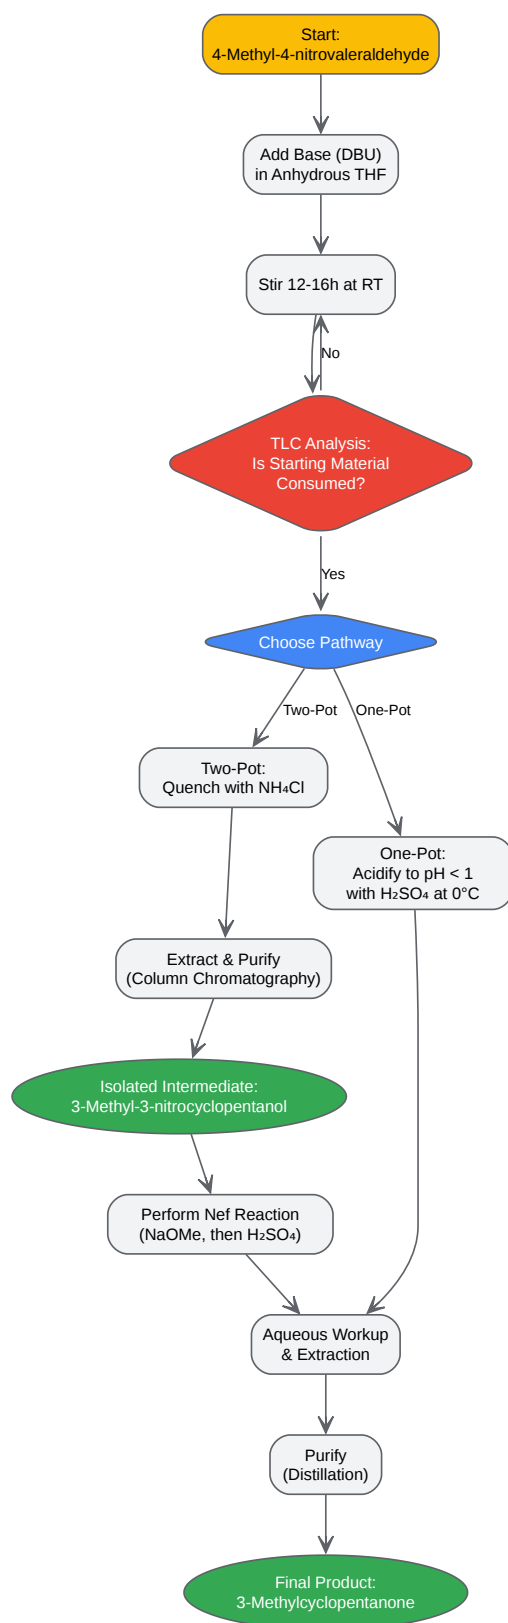 Start:
4-Methyl-4-nitrovaleraldehyde
Add Base (DBU)
in Anhydrous THF
Stir 12-16h at RT
No
TLC Analysis:
Is Starting Material
Consumed?
Yes
Choose Pathway
Two-Pot
One-Pot
Two-Pot:
Quench with NH₄Cl
One-Pot:
Acidify to pH < 1
with H₂SO₄ at 0°C
Extract & Purify
(Column Chromatography)
Isolated Intermediate:
3-Methyl-3-nitrocyclopentanol
Perform Nef Reaction
(NaOMe, then H₂SO₄)
Aqueous Workup
& Extraction
Purify
(Distillation)
Final Product:
3-Methylcyclopentanone